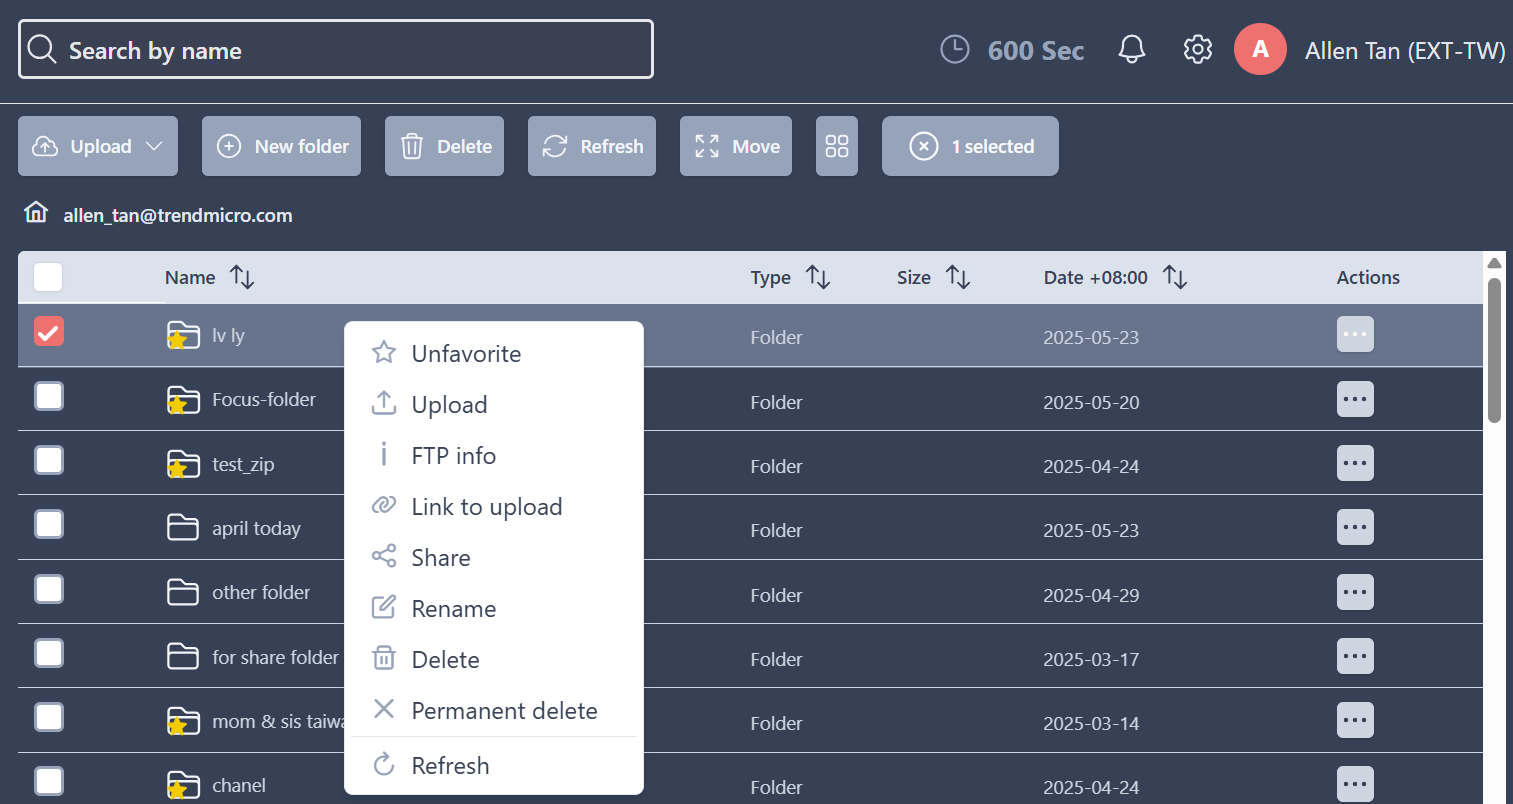 Search by name
600 Sec
A
Allen Tan (EXT-TW)
Upload
New folder
Delete
Refresh
Move
1 selected
allen_tan@trendmicro.com
Name Type Size Date +08:00 Actions
lv ly Folder 2025-05-23
Focus-folder Folder 2025-05-20
test_zip Folder 2025-04-24
april today Folder 2025-05-23
other folder Folder 2025-04-29
for share folder Folder 2025-03-17
mom & sis Folder 2025-03-14
chanel Folder 2025-04-24
Unfavorite
Upload
FTP info
Link to upload
Share
Rename
Delete
Permanent delete
Refresh